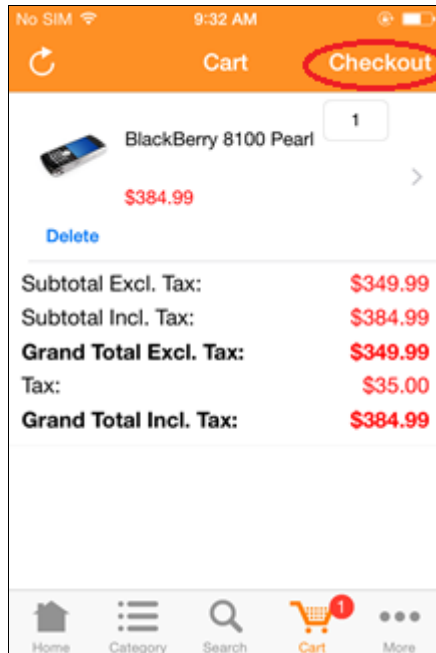 No SIM 9:32 AM
Cart Checkout
1
BlackBerry 8100 Pearl
$384.99
Delete
Subtotal Excl. Tax: $349.99
Subtotal Incl. Tax: $384.99
Grand Total Excl. Tax: $349.99
Tax: $35.00
Grand Total Incl. Tax: $384.99
1
Home Category Search Cart More